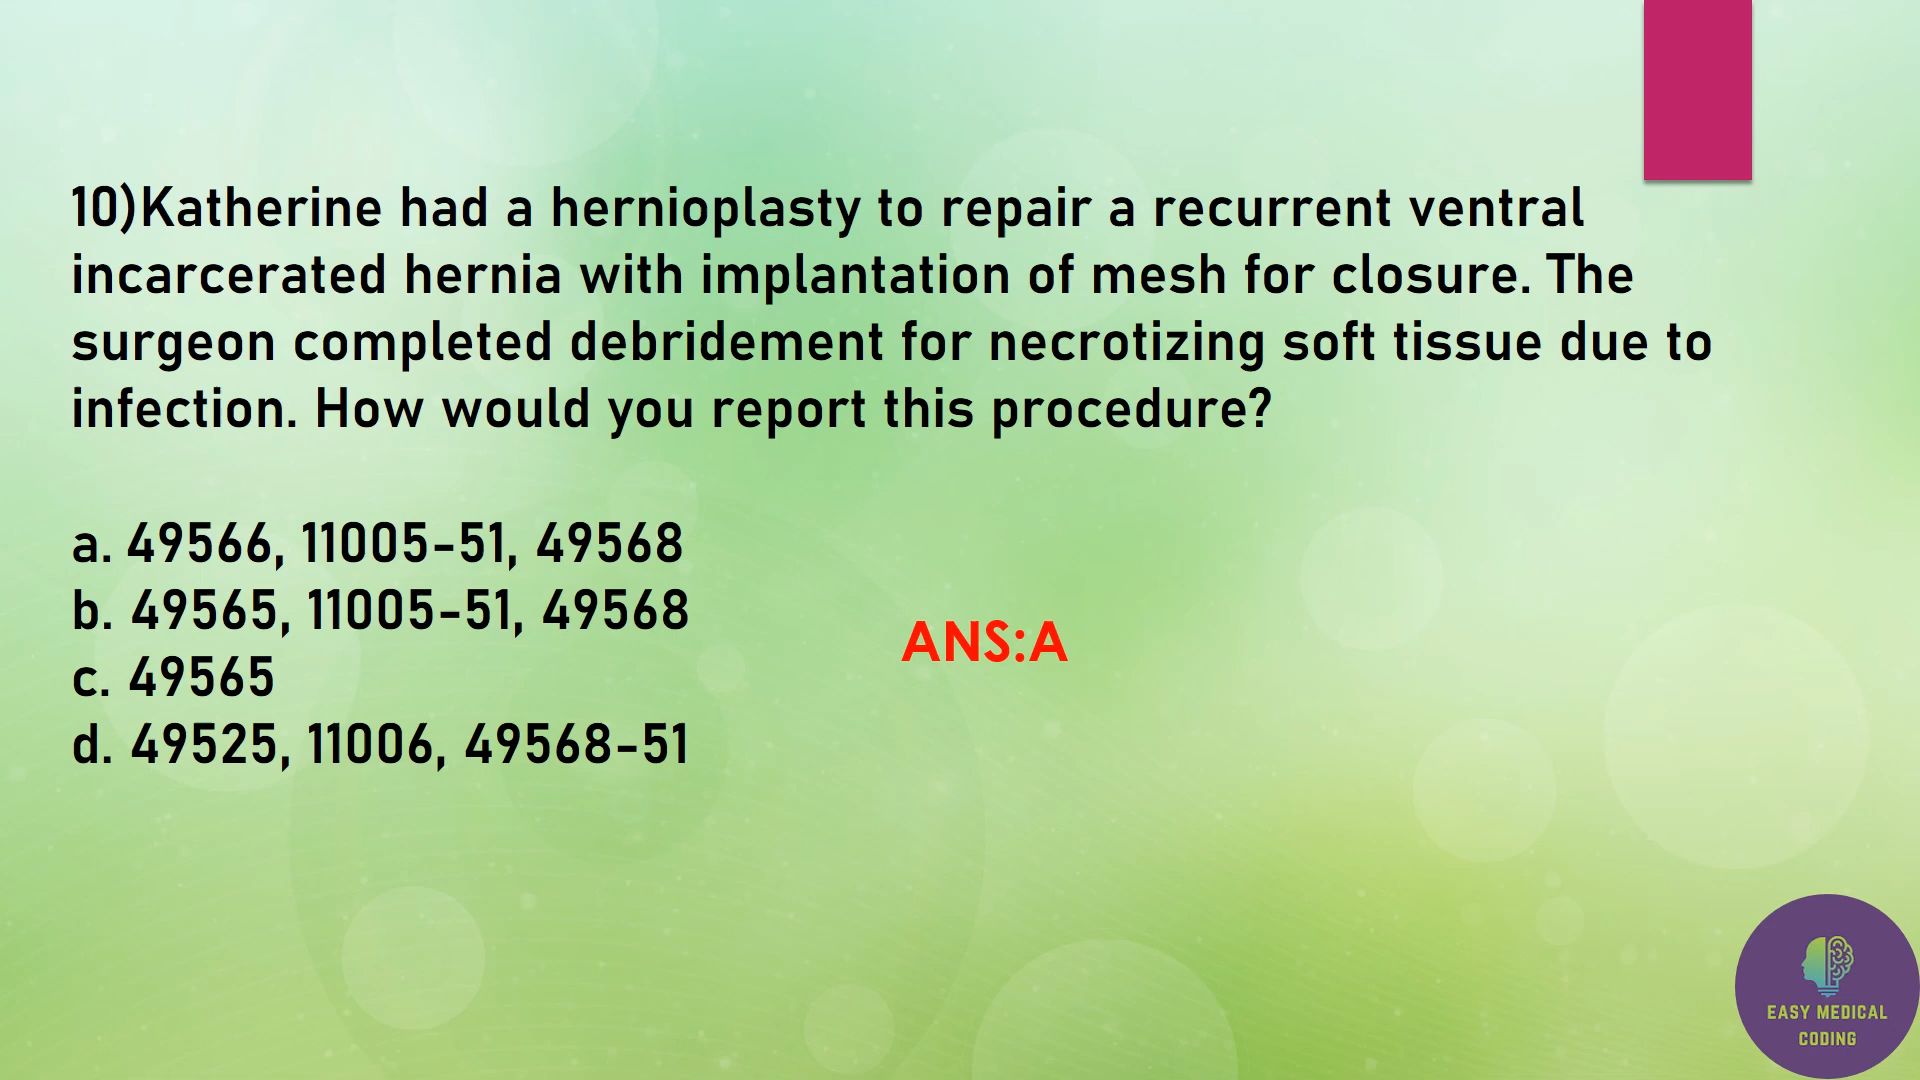 10)Katherine had a hernioplasty to repair a recurrent ventral
incarcerated hernia with implantation of mesh for closure. The
surgeon completed debridement for necrotizing soft tissue due to
infection. How would you report this procedure?
a. 49566, 11005-51, 49568
b. 49565, 11005-51, 49568
c. 49565
d. 49525, 11006, 49568-51
ANS:A
EASY MEDICAL
CODING